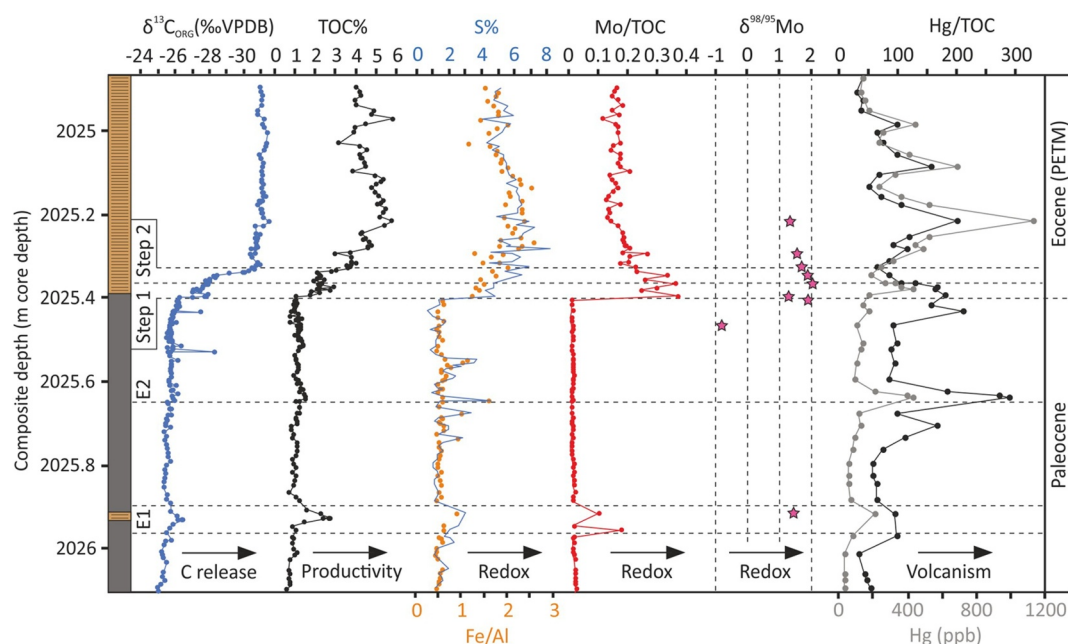 δ¹³C_ORG(‰VPDB) TOC% S% Mo/TOC δ⁹⁸/⁹⁵Mo Hg/TOC
-24 -26 -28 -30 0 1 2 3 4 5 6 0 2 4 6 8 0 0.1 0.2 0.3 0.4 -1 0 1 2 0 100 200 300
Composite depth (m core depth)
2025
2025.2
2025.4
2025.6
2025.8
2026
Step 2
Step 1
E2
E1
Eocene (PETM)
Paleocene
C release Productivity Redox Redox Redox Volcanism
0 1 2 3 0 400 800 1200
Fe/Al Hg (ppb)